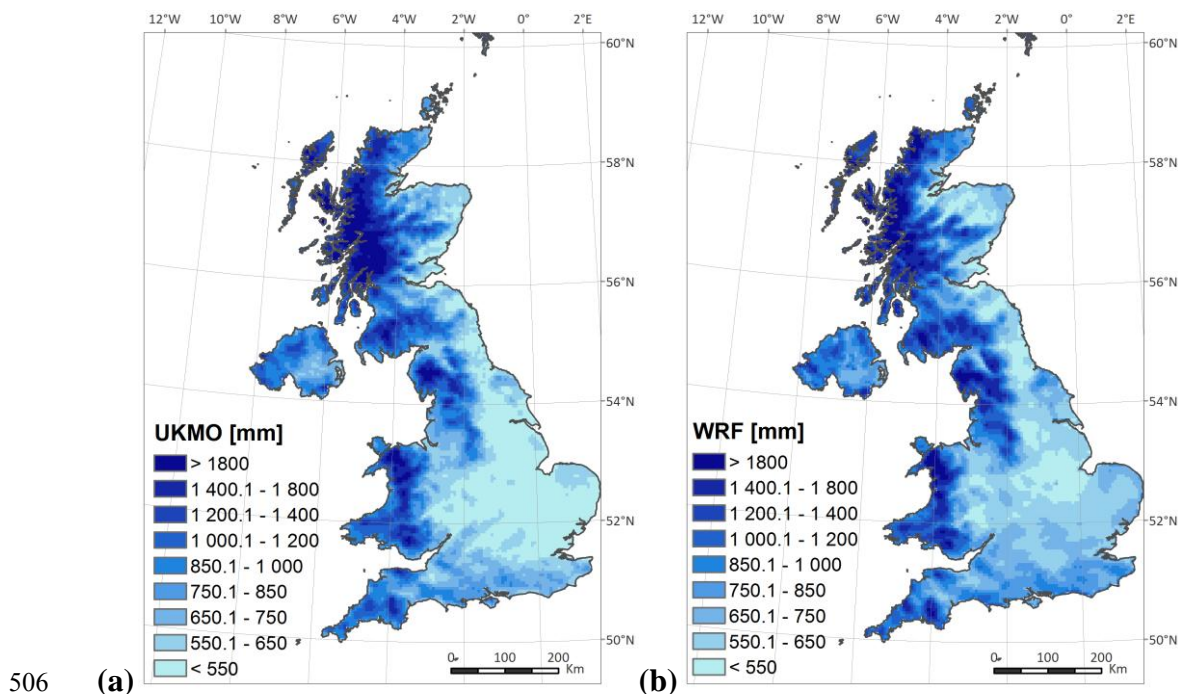 12°W 10°W 8°W 6°W 4°W 2°W 0° 2°E
60°N
58°N
56°N
54°N
52°N
50°N
UKMO [mm]
> 1800
1 400.1 - 1 800
1 200.1 - 1 400
1 000.1 - 1 200
850.1 - 1 000
750.1 - 850
650.1 - 750
550.1 - 650
< 550
0 100 200
Km
12°W 10°W 8°W 6°W 4°W 2°W 0° 2°E
60°N
58°N
56°N
54°N
52°N
50°N
WRF [mm]
> 1800
1 400.1 - 1 800
1 200.1 - 1 400
1 000.1 - 1 200
850.1 - 1 000
750.1 - 850
650.1 - 750
550.1 - 650
< 550
0 100 200
Km
506 (a) (b)